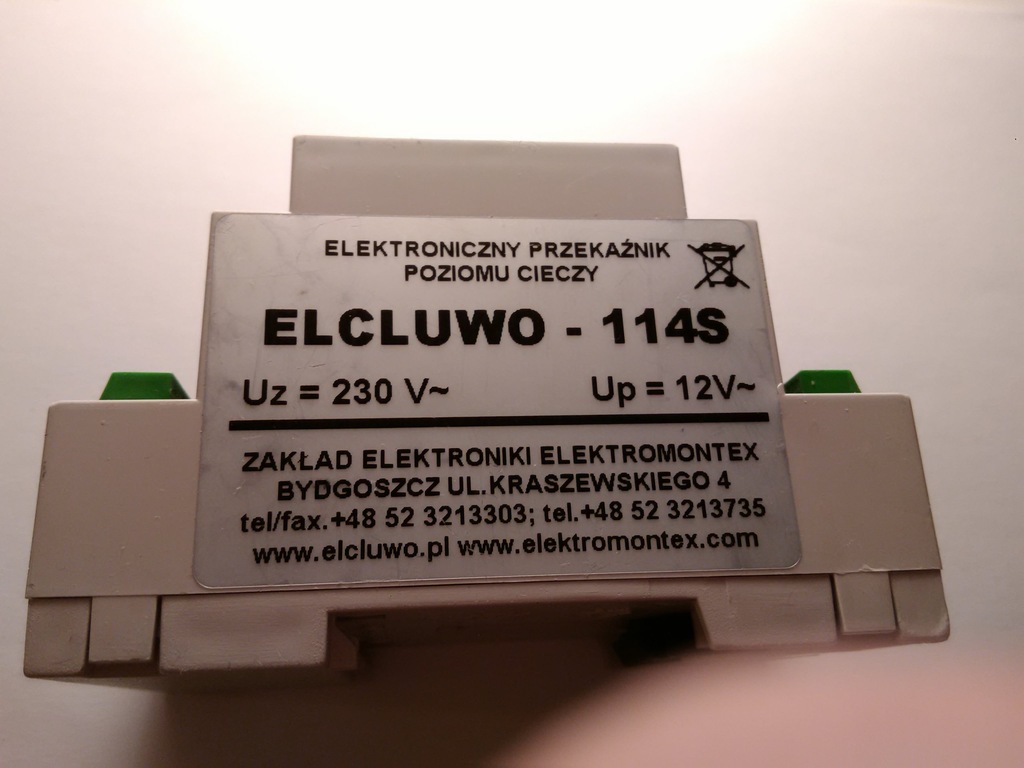 ELEKTRONICZNY PRZEKAŹNIK
POZIOMU CIECZY
ELCLUWO - 114S
Uz = 230 V~ Up = 12V~
ZAKŁAD ELEKTRONIKI ELEKTROMONTEX
BYDGOSZCZ UL.KRASZEWSKIEGO 4
tel/fax.+48 52 3213303; tel.+48 52 3213735
www.elcluwo.pl www.elektromontex.com